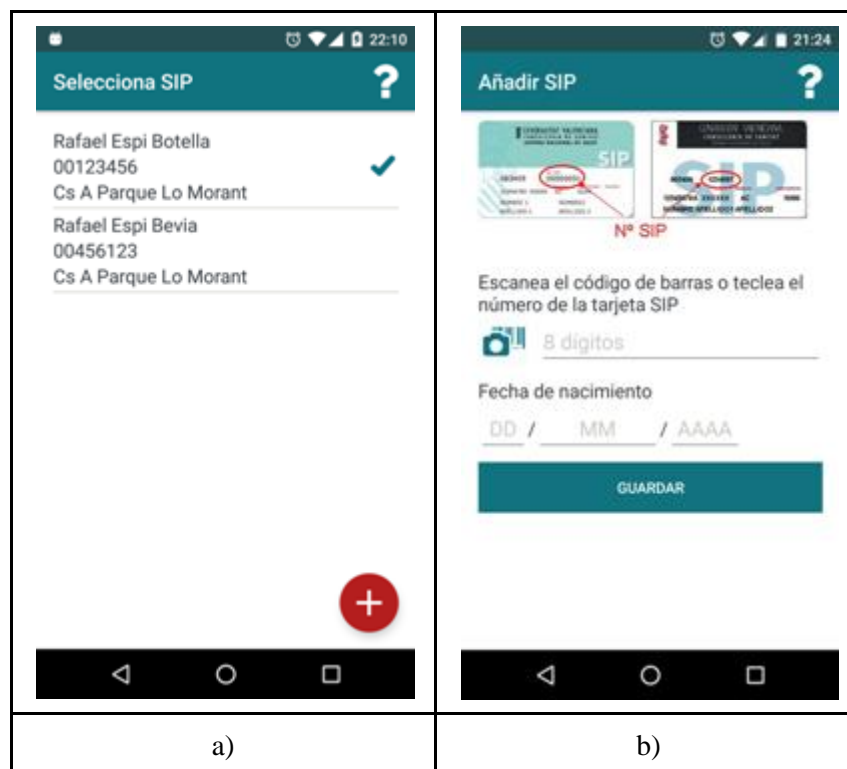 22:10
Selecciona SIP
?
Rafael Espi Botella
00123456
Cs A Parque Lo Morant
Rafael Espi Bevia
00456123
Cs A Parque Lo Morant
+
a)
21:24
Añadir SIP
?
SIP
SIP
Nº SIP
Escanea el código de barras o teclea el
número de la tarjeta SIP
8 dígitos
Fecha de nacimiento
DD / MM / AAAA
GUARDAR
b)